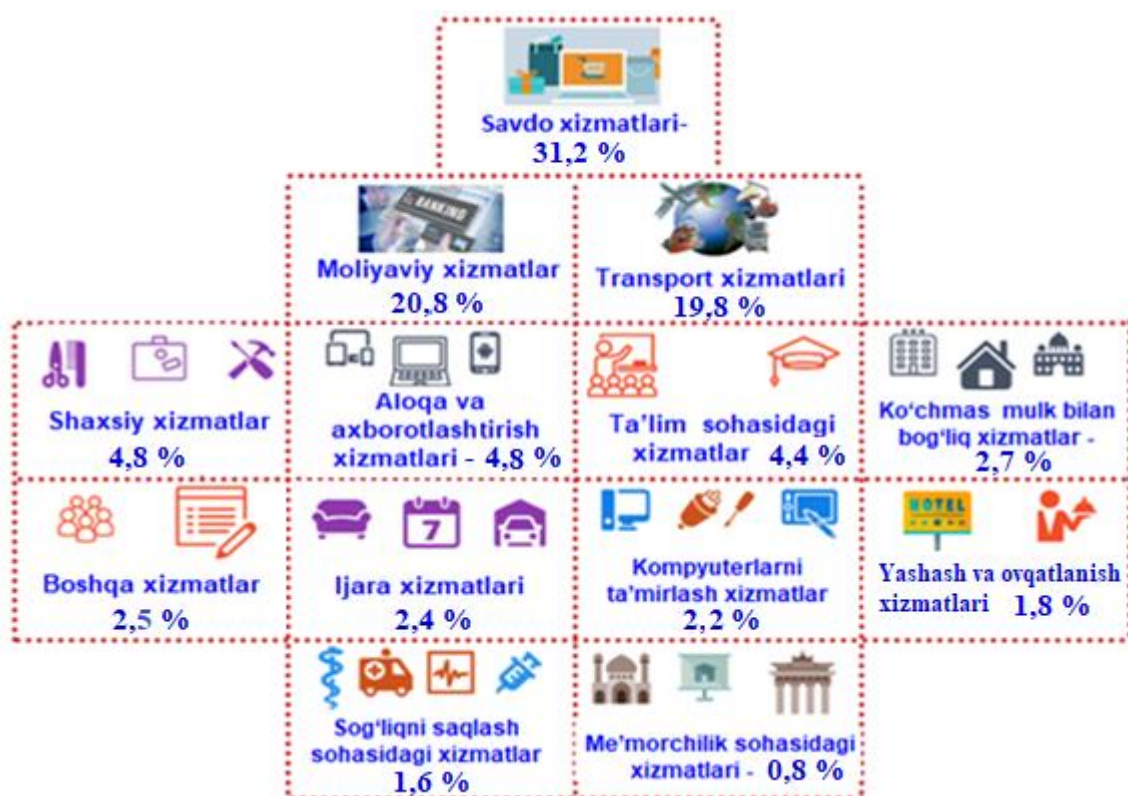 Savdo xizmatlari-
31,2 %
BANKING
Moliyaviy xizmatlar
20,8 %
Transport xizmatlari
19,8 %
Shaxsiy xizmatlar
4,8 %
Aloqa va
axborotlashtirish
xizmatlari - 4,8 %
Ta'lim sohasidagi
xizmatlar 4,4 %
Ko‘chmas mulk bilan
bog‘liq xizmatlar -
2,7 %
Boshqa xizmatlar
2,5 %
7
Ijara xizmatlari
2,4 %
Kompyuterlarni
ta'mirlash xizmatlar
2,2 %
HOTEL
Yashash va ovqatlanish
xizmatlari 1,8 %
Sog‘liqni saqlash
sohasidagi xizmatlar
1,6 %
Me'morchilik sohasidagi
xizmatlari - 0,8 %